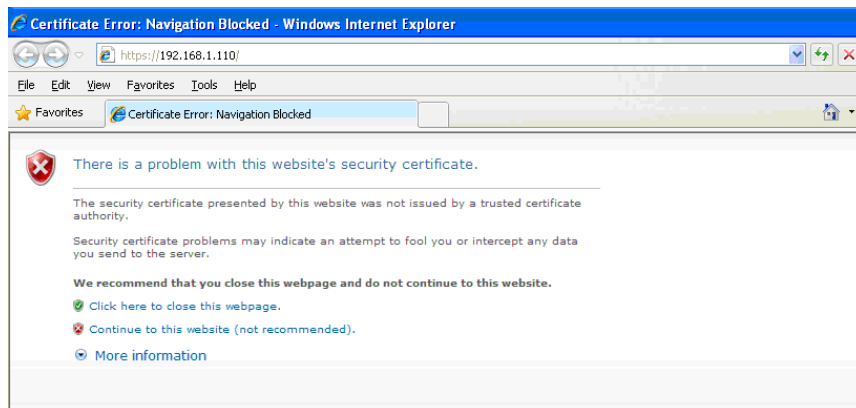 Certificate Error: Navigation Blocked - Windows Internet Explorer
https://192.168.1.110/
File Edit View Favorites Tools Help
Favorites Certificate Error: Navigation Blocked
There is a problem with this website's security certificate.
The security certificate presented by this website was not issued by a trusted certificate
authority.
Security certificate problems may indicate an attempt to fool you or intercept any data
you send to the server.
We recommend that you close this webpage and do not continue to this website.
Click here to close this webpage.
Continue to this website (not recommended).
More information